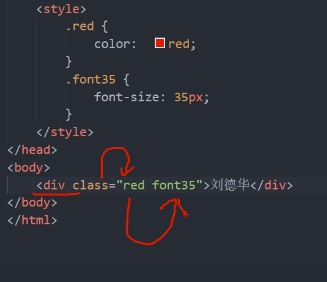 <style>
.red {
color: red;
}
.font35 {
font-size: 35px;
}
</style>
</head>
<body>
<div class="red font35">刘德华</div>
</body>
</html>